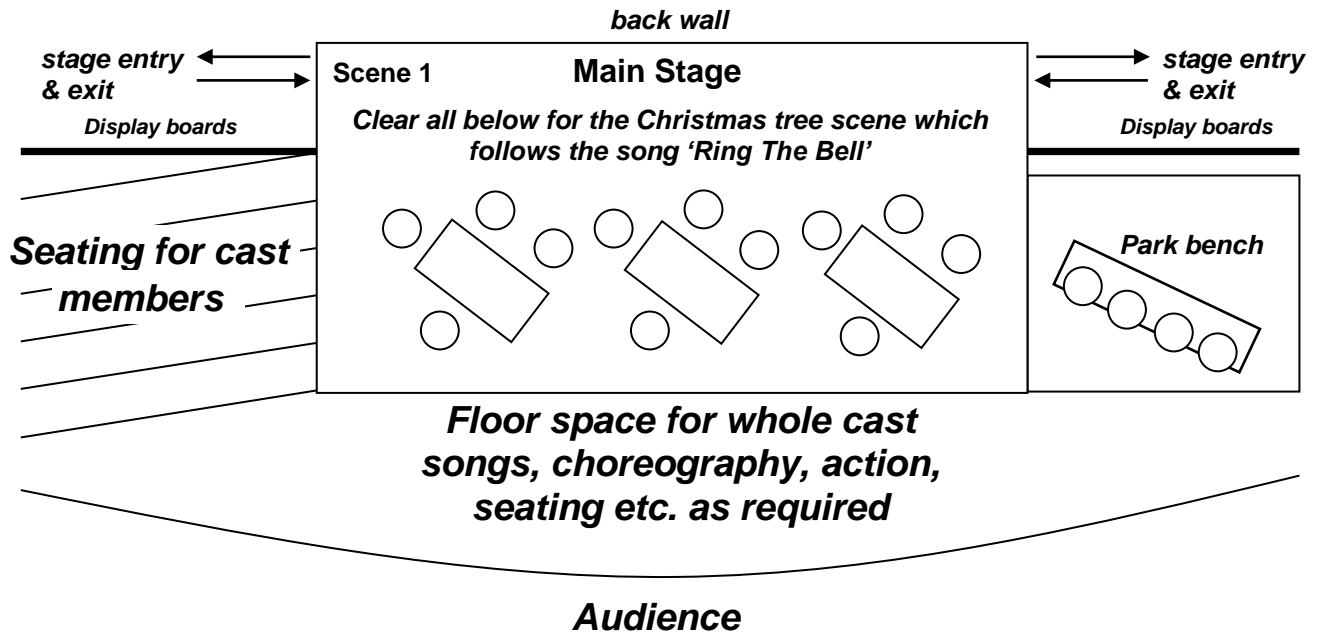 back wall
stage entry
& exit
Scene 1
Main Stage
stage entry
& exit
Display boards
Clear all below for the Christmas tree scene which
follows the song ‘Ring The Bell’
Display boards
Seating for cast
members
Park bench
Floor space for whole cast
songs, choreography, action,
seating etc. as required
Audience